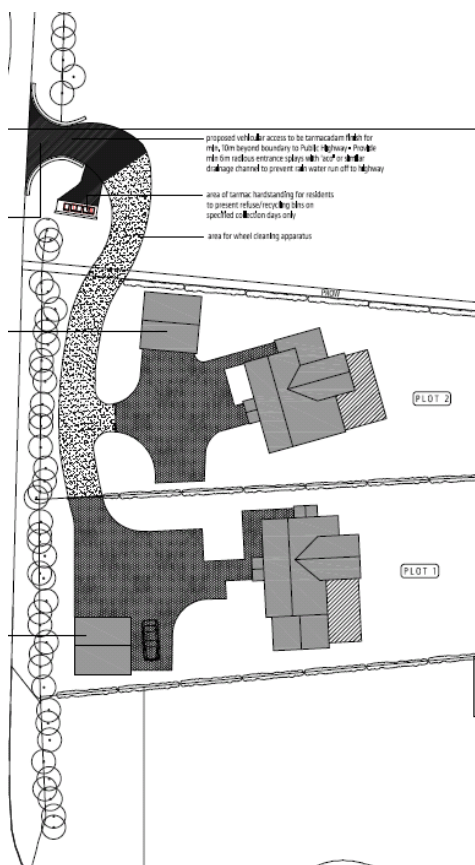 proposed vehicular access to be tarmacadam finish for
min. 10m beyond boundary to Public Highway • Provide
min 6m radious entrance splays with 'aco' or similar
drainage channel to prevent rain water run off to highway
area of tarmac hardstanding for residents
to present refuse/recycling bins on
specified collection days only
area for wheel cleaning apparatus
PLOT 2
PLOT 1